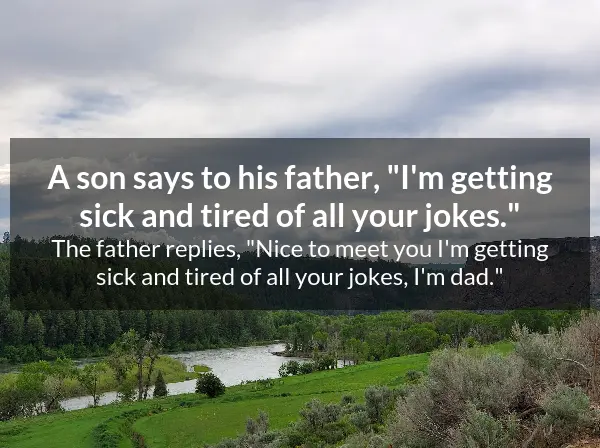 A son says to his father, "I'm getting
sick and tired of all your jokes."
The father replies, "Nice to meet you I'm getting
sick and tired of all your jokes, I'm dad."